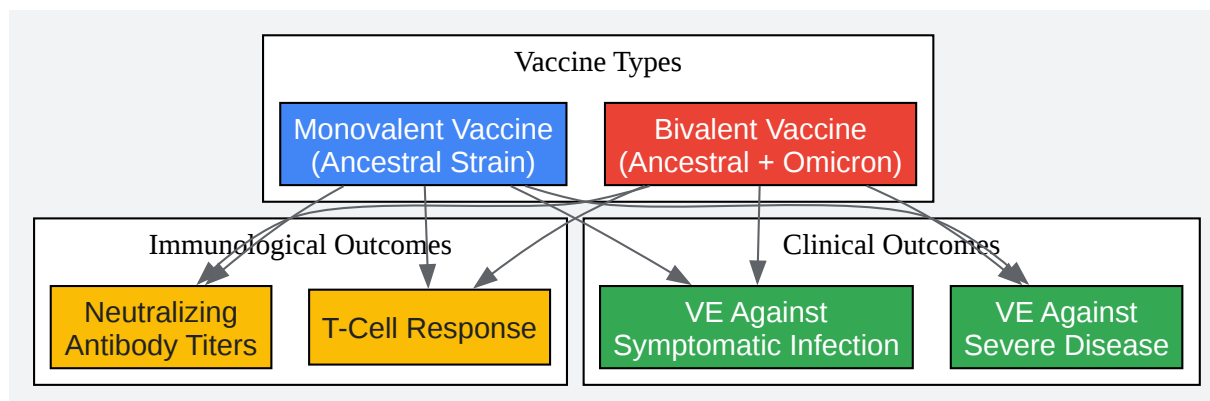 Vaccine Types
Monovalent Vaccine
(Ancestral Strain)
Bivalent Vaccine
(Ancestral + Omicron)
Immunological Outcomes
Clinical Outcomes
Neutralizing
Antibody Titers
T-Cell Response
VE Against
Symptomatic Infection
VE Against
Severe Disease